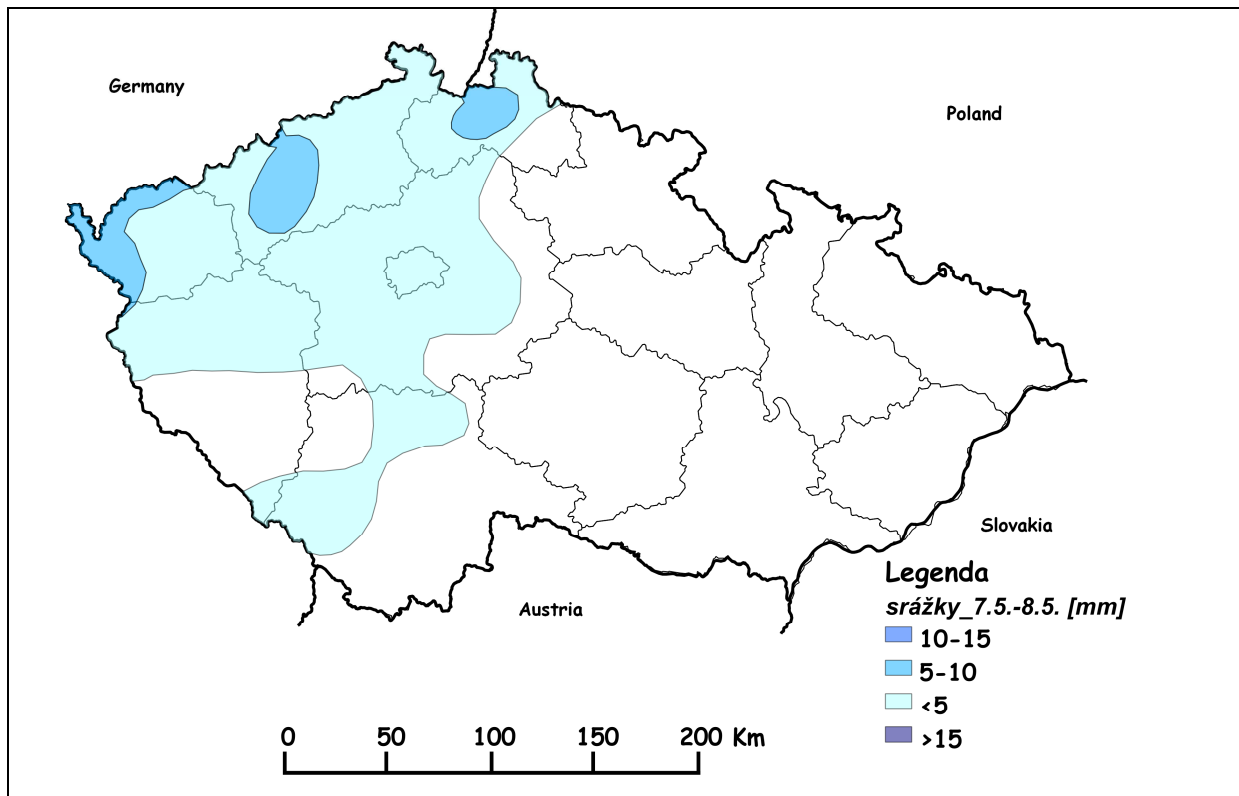 Germany
Poland
Slovakia
Austria
Legenda
srážky_7.5.-8.5. [mm]
10-15
5-10
<5
>15
0 50 100 150 200 Km